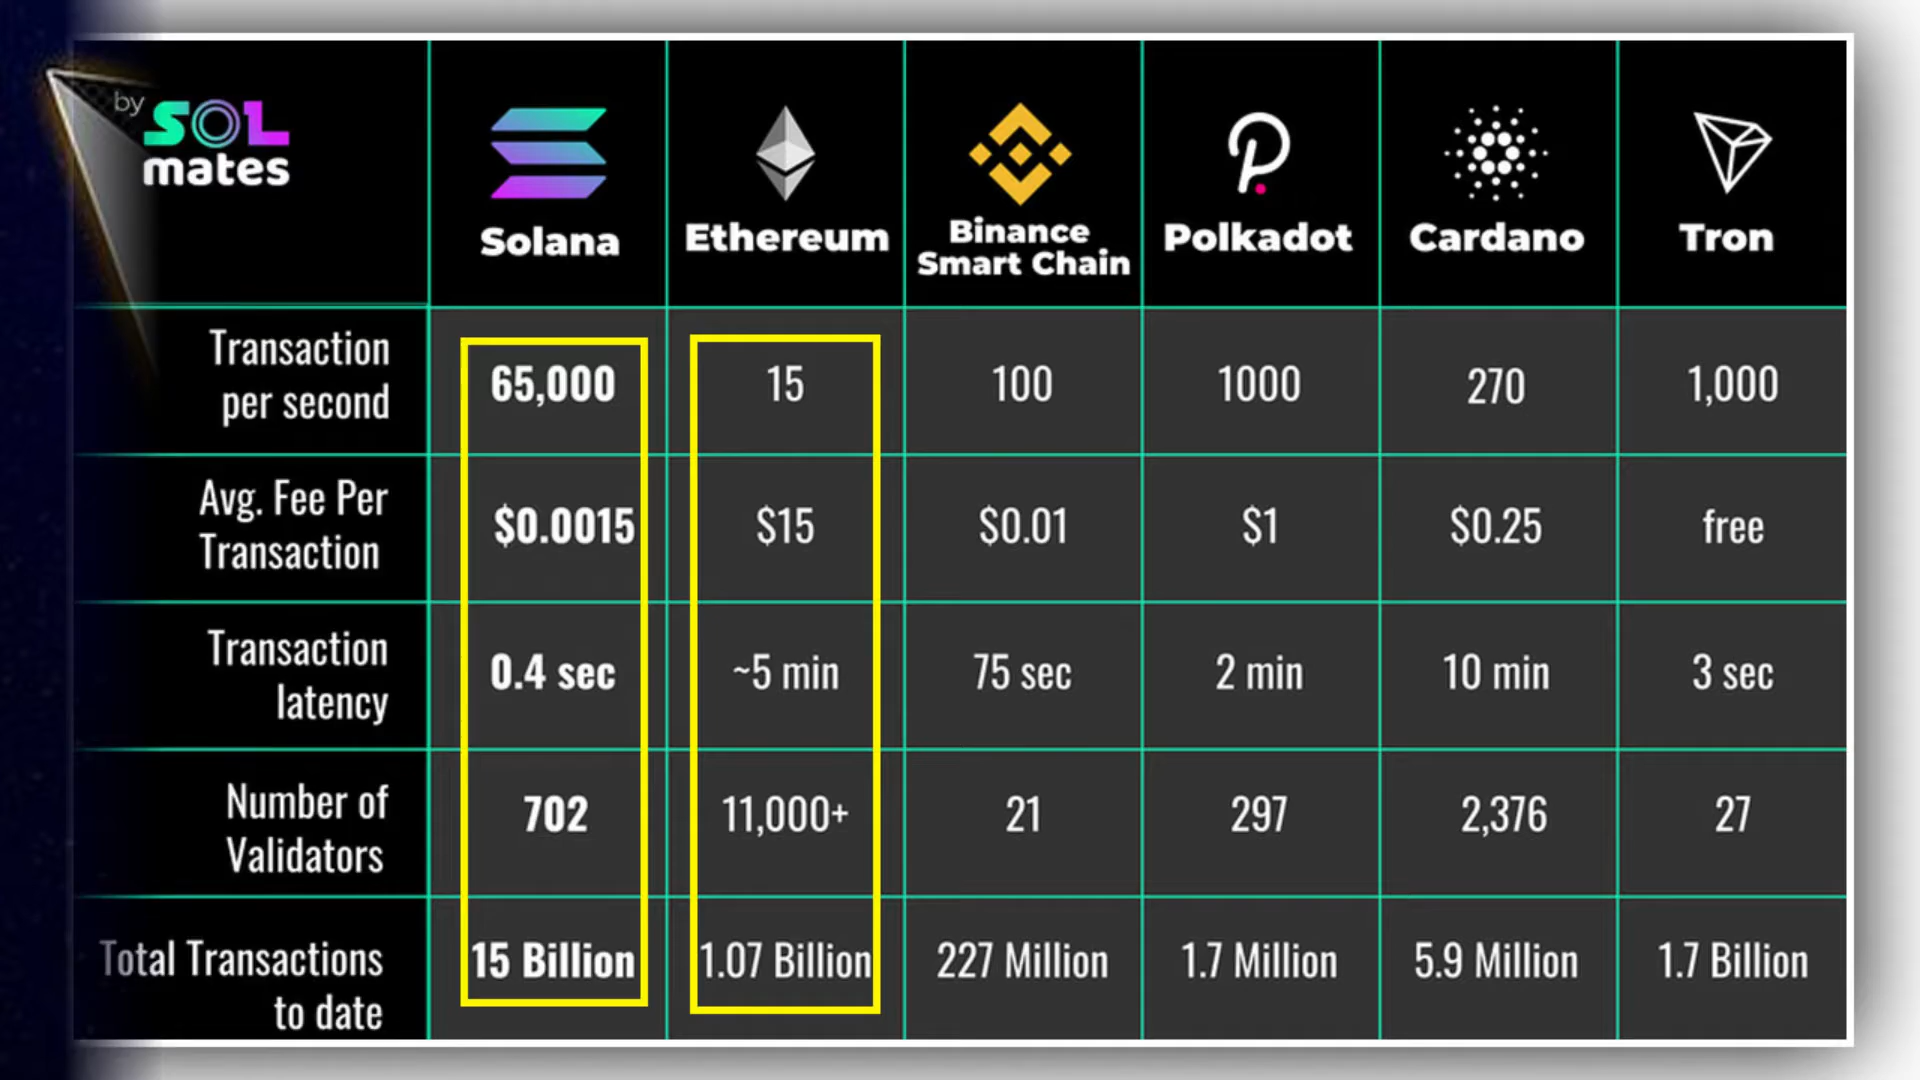 by SOL
mates
Solana
Ethereum
Binance
Smart Chain
Polkadot
Cardano
Tron
Transaction
per second
65,000
15
100
1000
270
1,000
Avg. Fee Per
Transaction
$0.0015
$15
$0.01
$1
$0.25
free
Transaction
latency
0.4 sec
~5 min
75 sec
2 min
10 min
3 sec
Number of
Validators
702
11,000+
21
297
2,376
27
Total Transactions
to date
15 Billion
1.07 Billion
227 Million
1.7 Million
5.9 Million
1.7 Billion